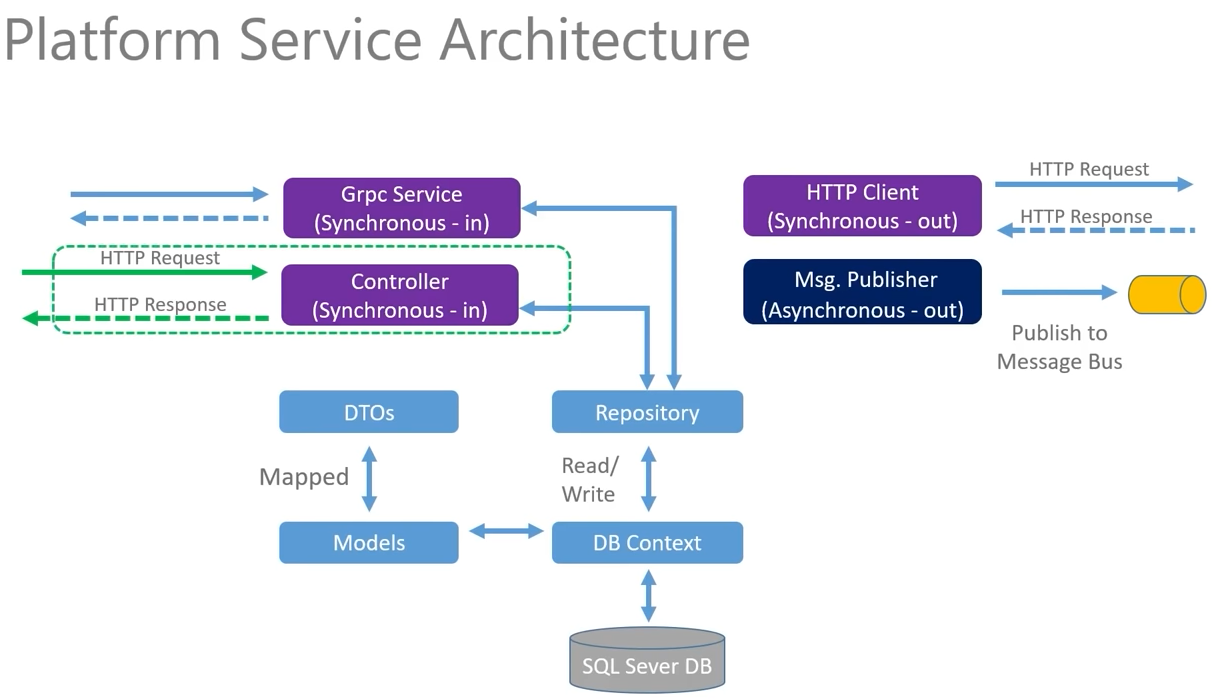 Platform Service Architecture
Grpc Service
(Synchronous - in)
HTTP Request
HTTP Response
Controller
(Synchronous - in)
HTTP Client
(Synchronous - out)
HTTP Request
HTTP Response
Msg. Publisher
(Asynchronous - out)
Publish to
Message Bus
DTOs
Repository
Mapped
Read/
Write
Models
DB Context
SQL Sever DB